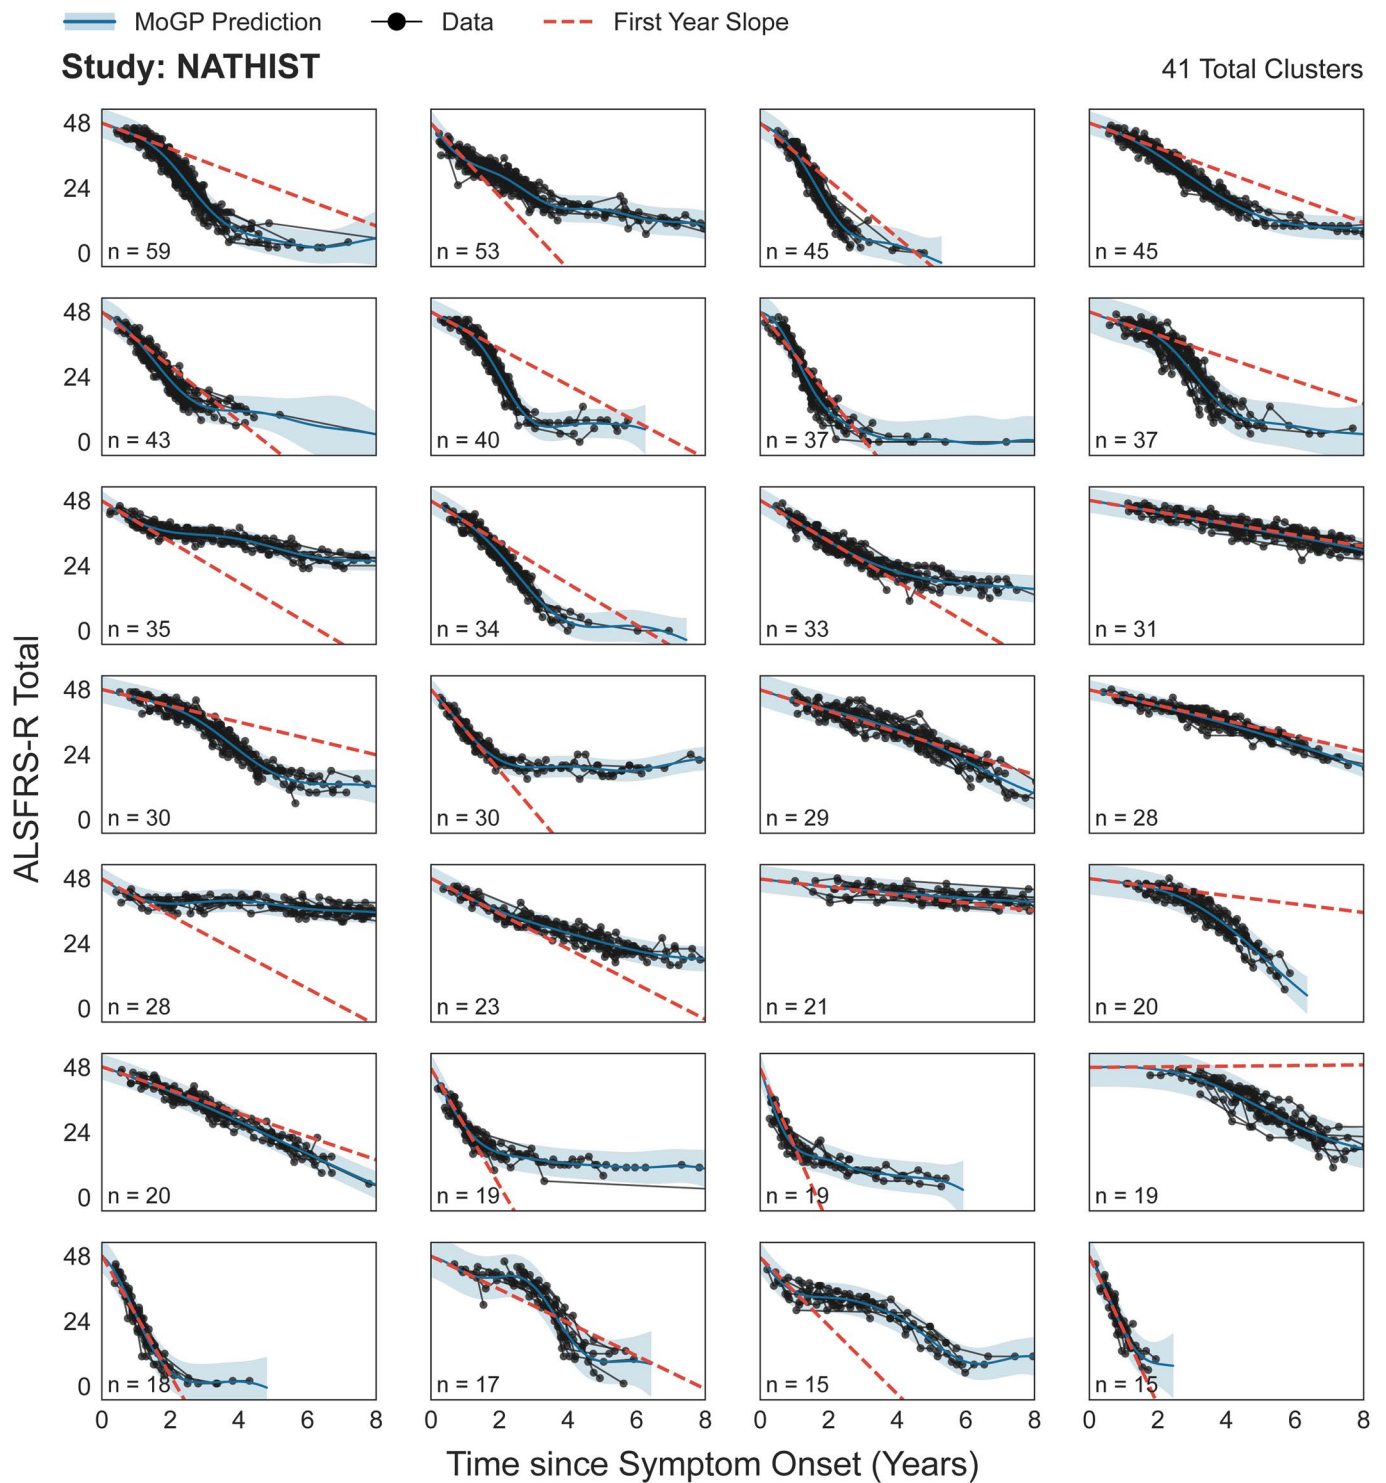 MoGP Prediction Data First Year Slope
Study: NATHIST 41 Total Clusters
ALSFRS-R Total
48
24
0
n = 59 n = 53 n = 45 n = 45
48
24
0
n = 43 n = 40 n = 37 n = 37
48
24
0
n = 35 n = 34 n = 33 n = 31
48
24
0
n = 30 n = 30 n = 29 n = 28
48
24
0
n = 28 n = 23 n = 21 n = 20
48
24
0
n = 20 n = 19 n = 19 n = 19
48
24
0
n = 18 n = 17 n = 15 n = 15
0 2 4 6 8 0 2 4 6 8 0 2 4 6 8 0 2 4 6 8
Time since Symptom Onset (Years)